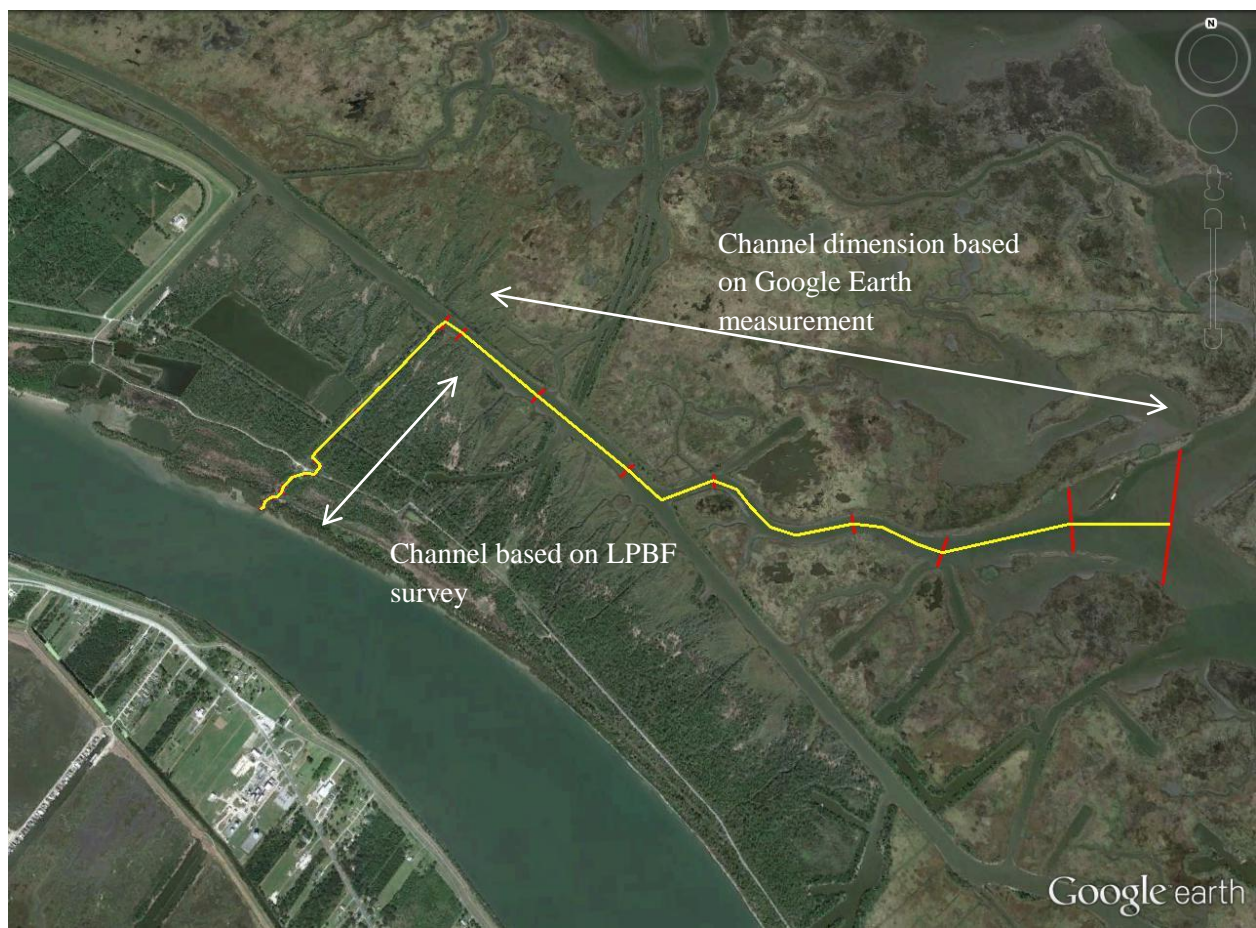 N
Channel dimension based
on Google Earth
measurement
Channel based on LPBF
survey
Google earth